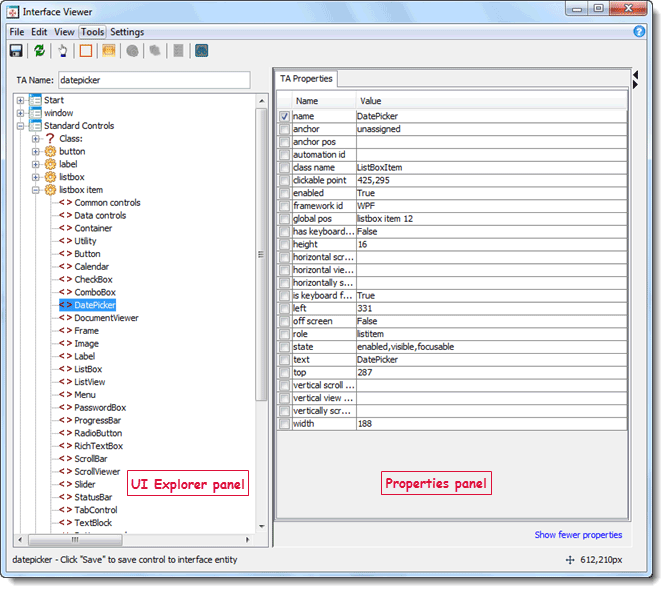 Interface Viewer
File Edit View Tools Settings
TA Name: datepicker
Start
window
Standard Controls
Class:
button
label
listbox
listbox item
< > Common controls
< > Data controls
< > Container
< > Utility
< > Button
< > Calendar
< > CheckBox
< > ComboBox
< > DatePicker
< > DocumentViewer
< > Frame
< > Image
< > Label
< > ListBox
< > ListView
< > Menu
< > PasswordBox
< > ProgressBar
< > RadioButton
< > RichTextBox
< > ScrollBar
< > ScrollViewer
< > Slider
< > StatusBar
< > TabControl
< > TextBlock
UI Explorer panel
TA Properties
Name Value
name DatePicker
anchor unassigned
anchor pos
automation id
class name ListBoxItem
clickable point 425,295
enabled True
framework id WPF
global pos listbox item 12
has keyboard... False
height 16
horizontal scr...
horizontal vie...
horizontally s...
is keyboard f... True
left 331
off screen False
role listitem
state enabled,visible,focusable
text DatePicker
top 287
vertical scroll ...
vertical view ...
vertically scr...
width 188
Properties panel
Show fewer properties
datepicker - Click "Save" to save control to interface entity
612,210px